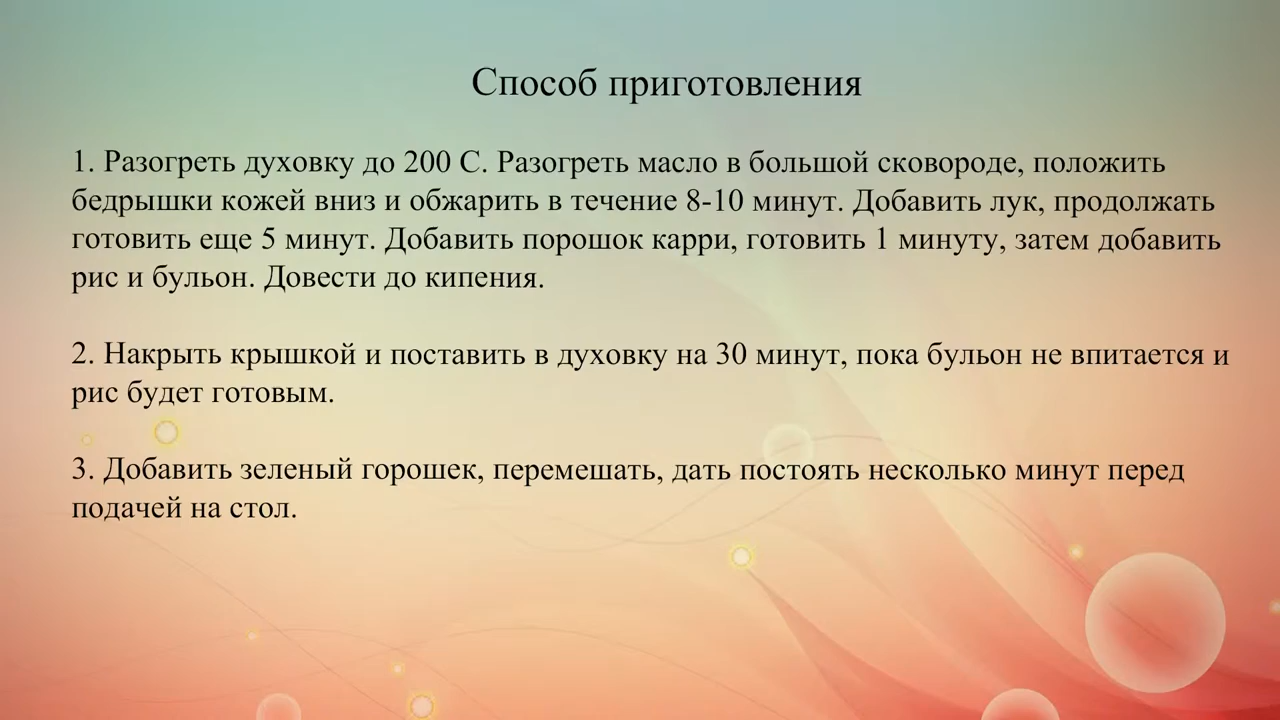 Способ приготовления
1. Разогреть духовку до 200 С. Разогреть масло в большой сковороде, положить
бедрышки кожей вниз и обжарить в течение 8-10 минут. Добавить лук, продолжать
готовить еще 5 минут. Добавить порошок карри, готовить 1 минуту, затем добавить
рис и бульон. Довести до кипения.
2. Накрыть крышкой и поставить в духовку на 30 минут, пока бульон не впитается и
рис будет готовым.
3. Добавить зеленый горошек, перемешать, дать постоять несколько минут перед
подачей на стол.